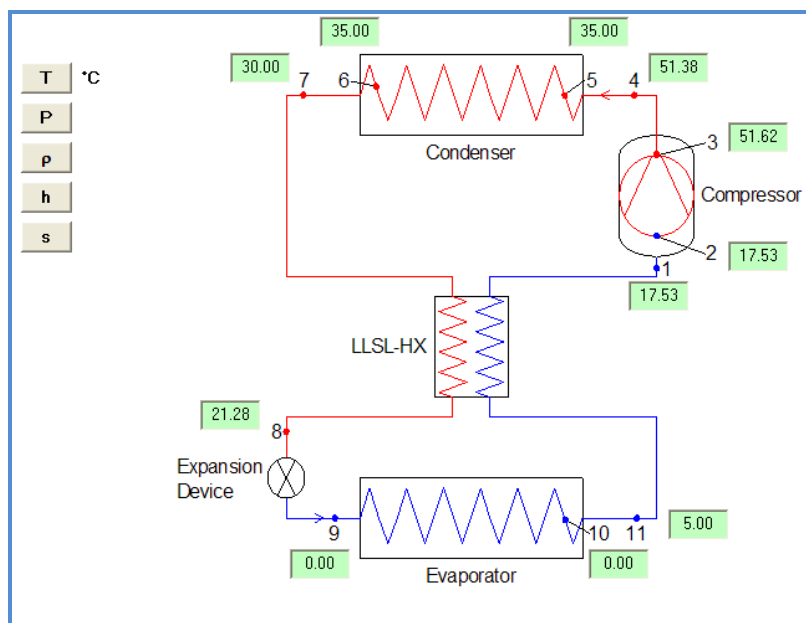 35.00
35.00
30.00
7
6
5
4
51.38
T °C
P
ρ
h
s
Condenser
3
51.62
Compressor
2
17.53
1
17.53
LLSL-HX
21.28
8
Expansion
Device
9
10
11
5.00
0.00
0.00
Evaporator